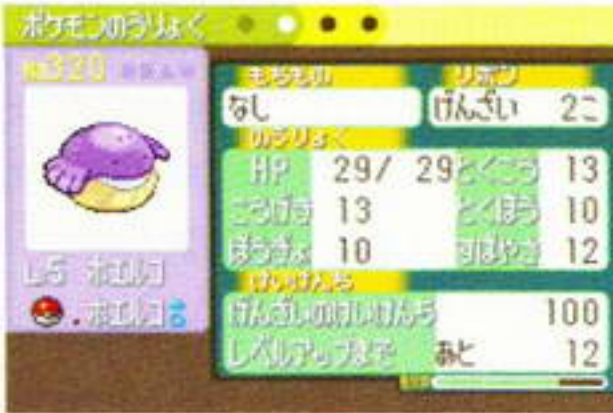 ポケモンのうりょく
No320
もちもの
リボン
なし
げんざい 2こ
のうりょく
HP 29/ 29 とくこう 13
こうげき 13 とくぼう 10
ぼうぎょ 10 すばやさ 12
Lv5 ホエルコ
ホエルコ
けいけんち
げんざいのけいけんち 100
レベルアップまで あと 12